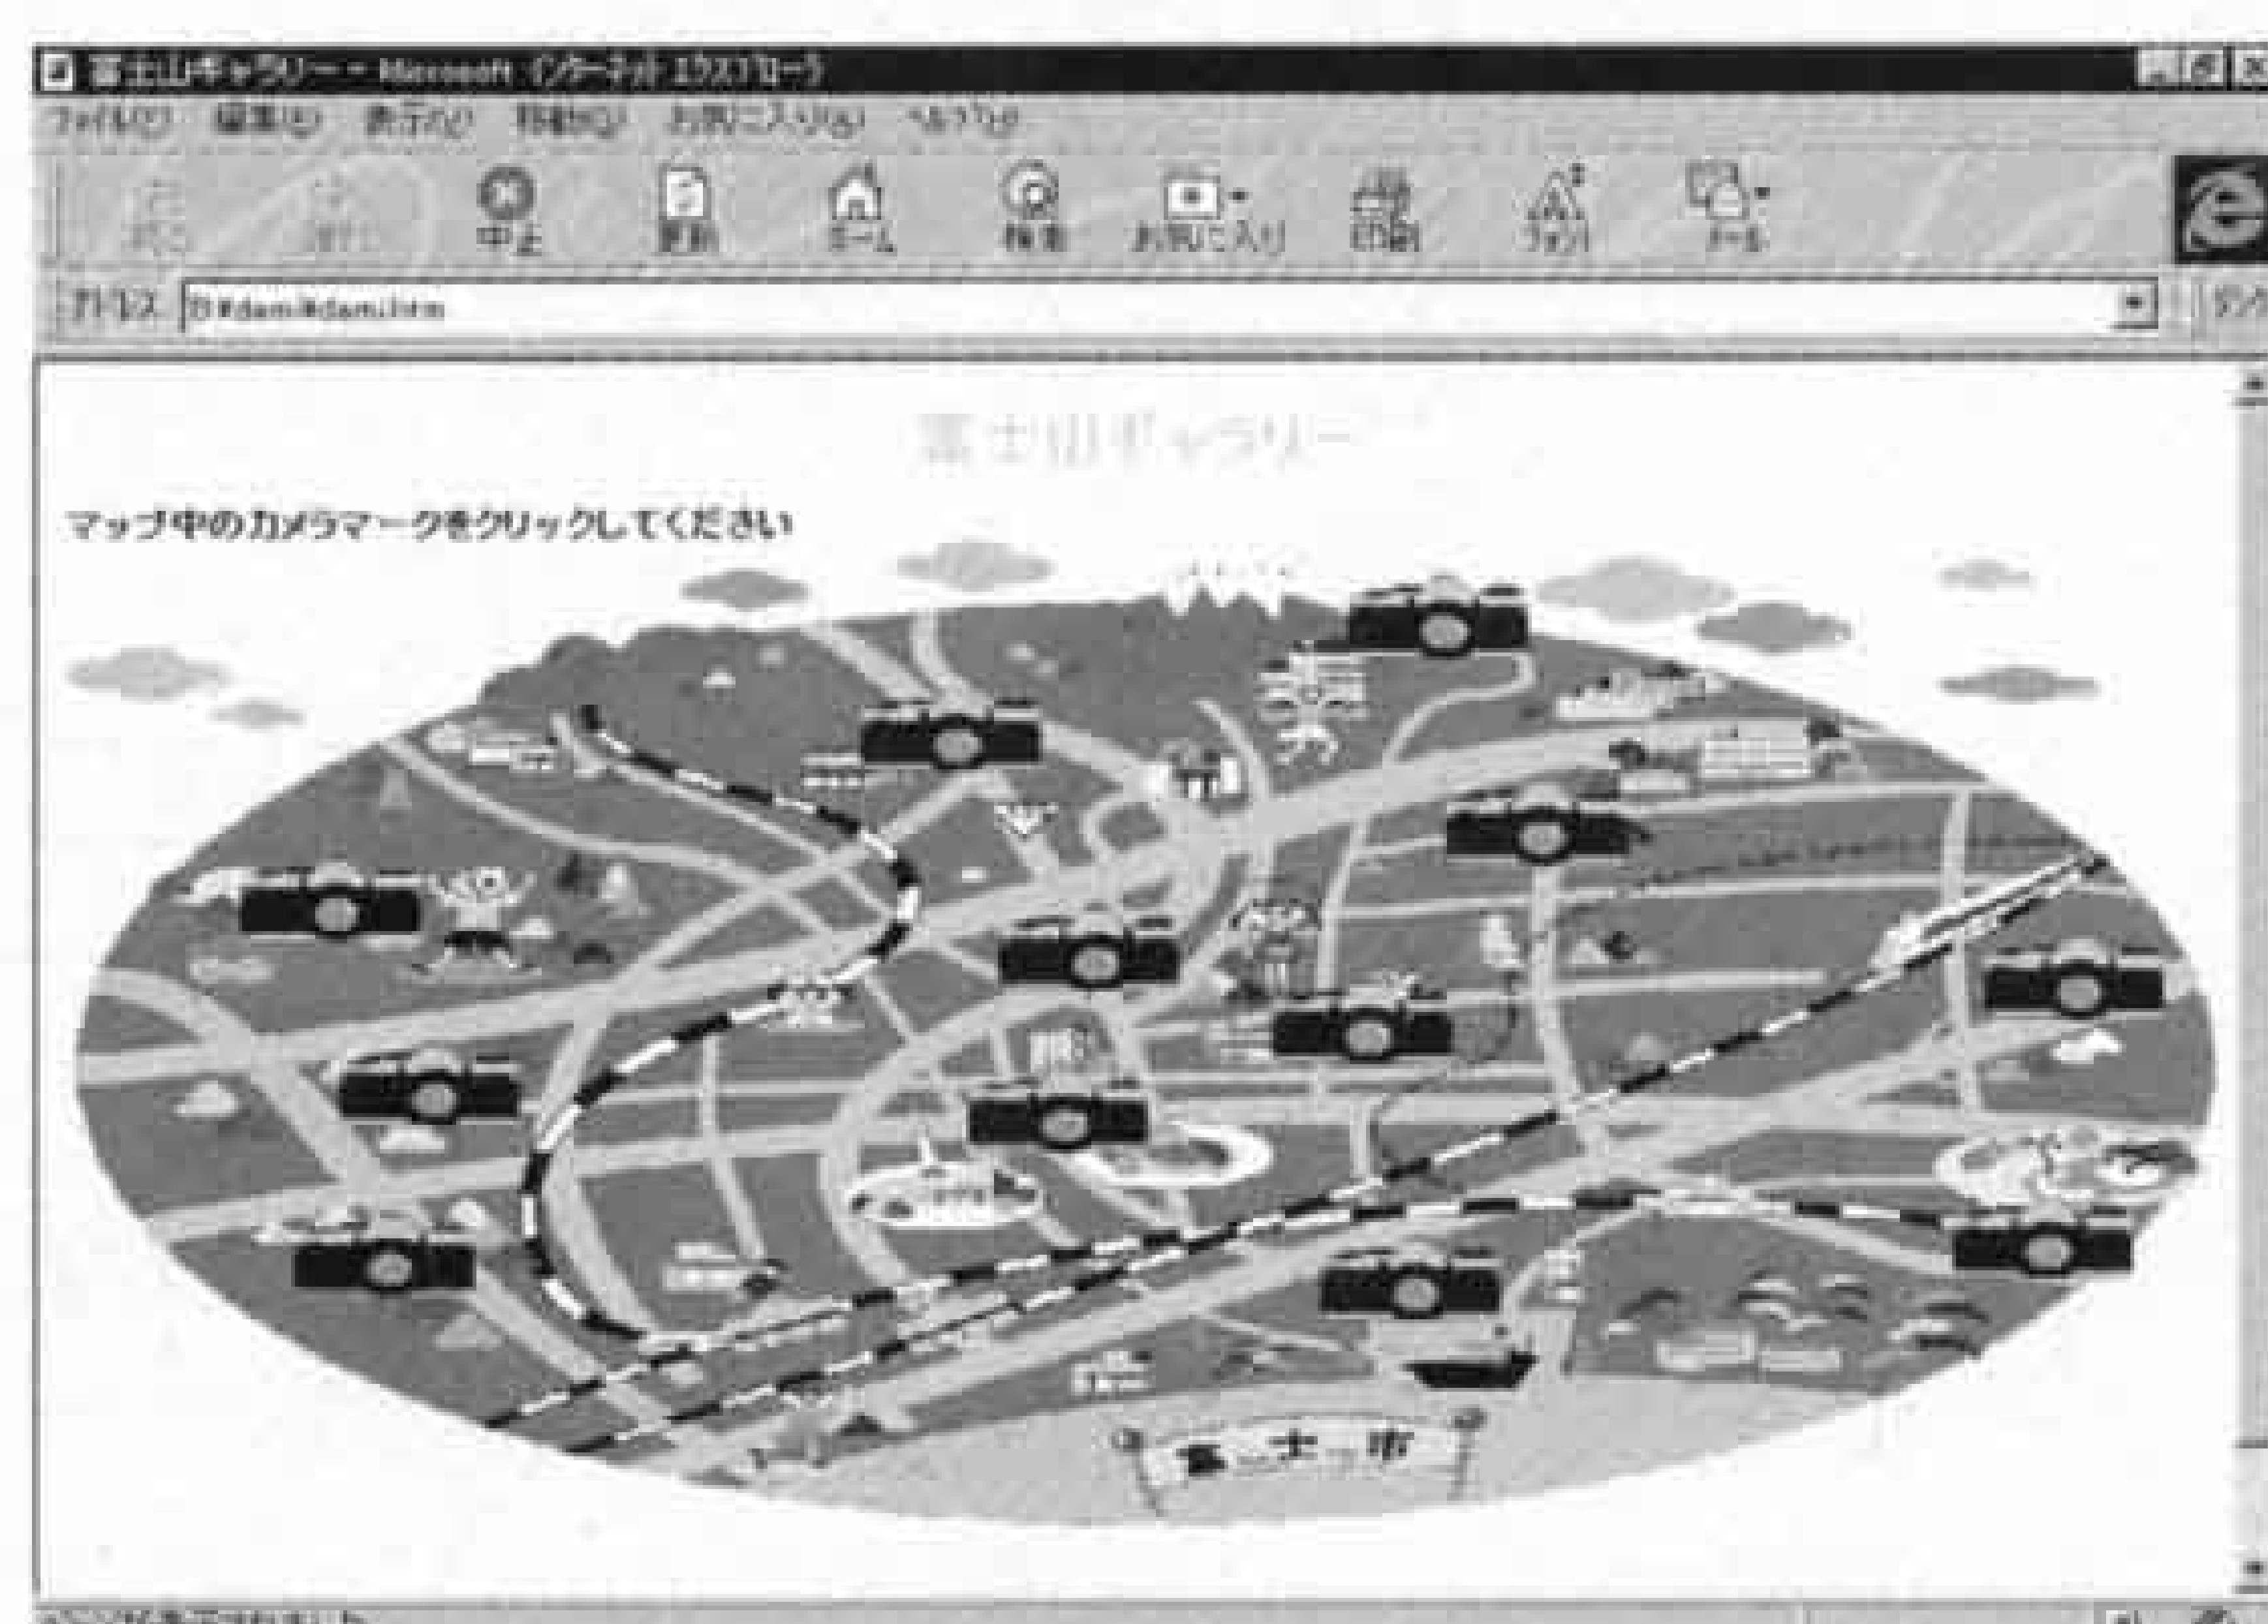 富士山ギャラリー - Microsoft インターネット エクスプローラ
ファイル(F) 編集(E) 表示(V) 移動(G) お気に入り(A) ヘルプ(H)
中止 更新 ホーム 検索 お気に入り 印刷 フォント メール
アドレス
富士山ギャラリー
マップ中のカメラマークをクリックしてください
富士市